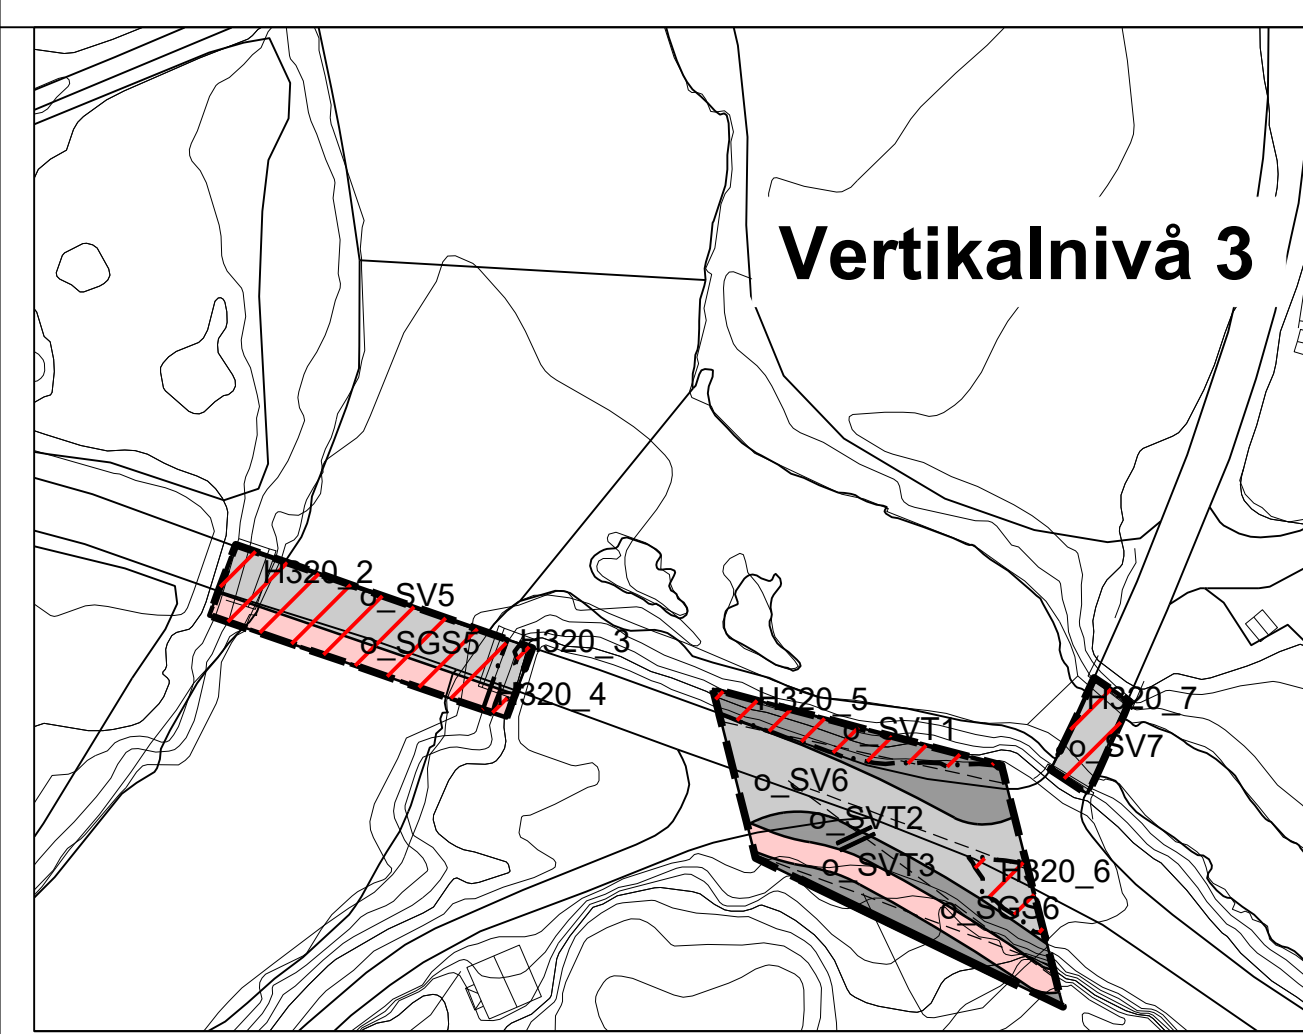 Vertikalnivå 3
H320_2
o_SV5
o_SGS5
H320_3
H320_4
H320_5
o_SVT1
H320_7
o_SV7
o_SV6
o_SVT2
o_SVT3
H320_6
o_SGS6